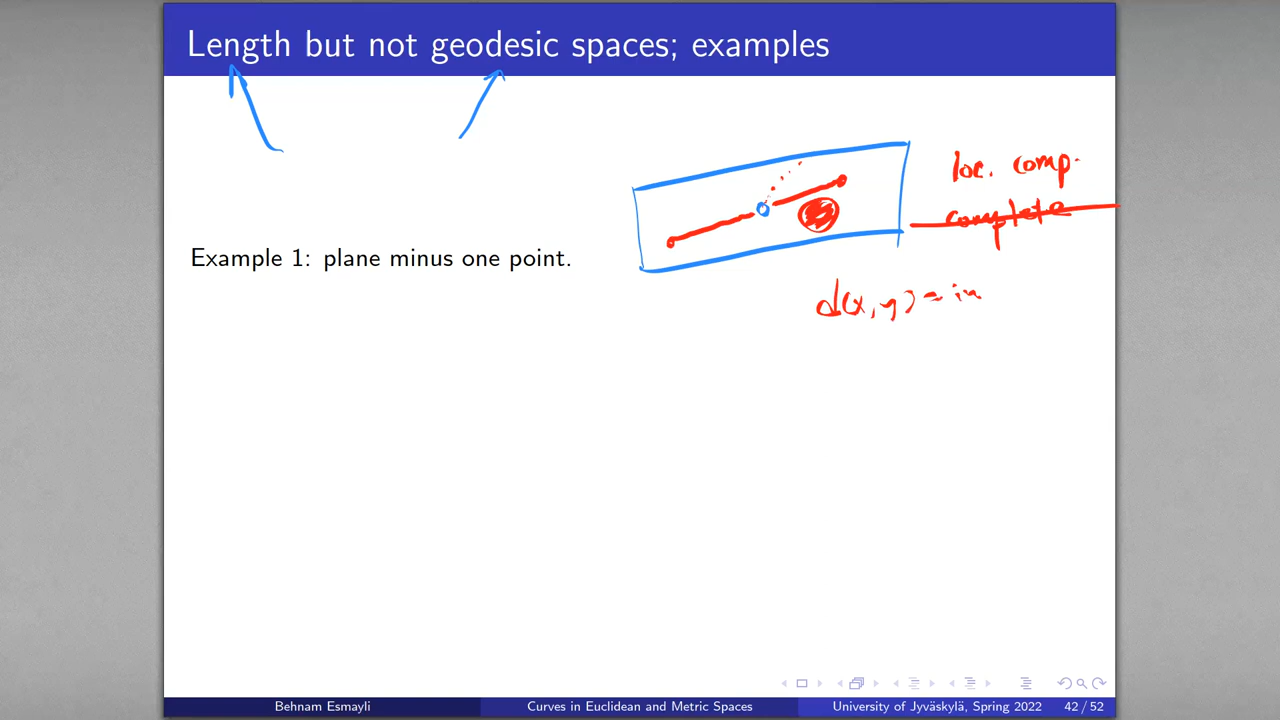 Length but not geodesic spaces; examples
loc. comp.
complete
Example 1: plane minus one point.
d(x,y) = in
Behnam Esmayli
Curves in Euclidean and Metric Spaces
University of Jyväskylä, Spring 2022
42 / 52